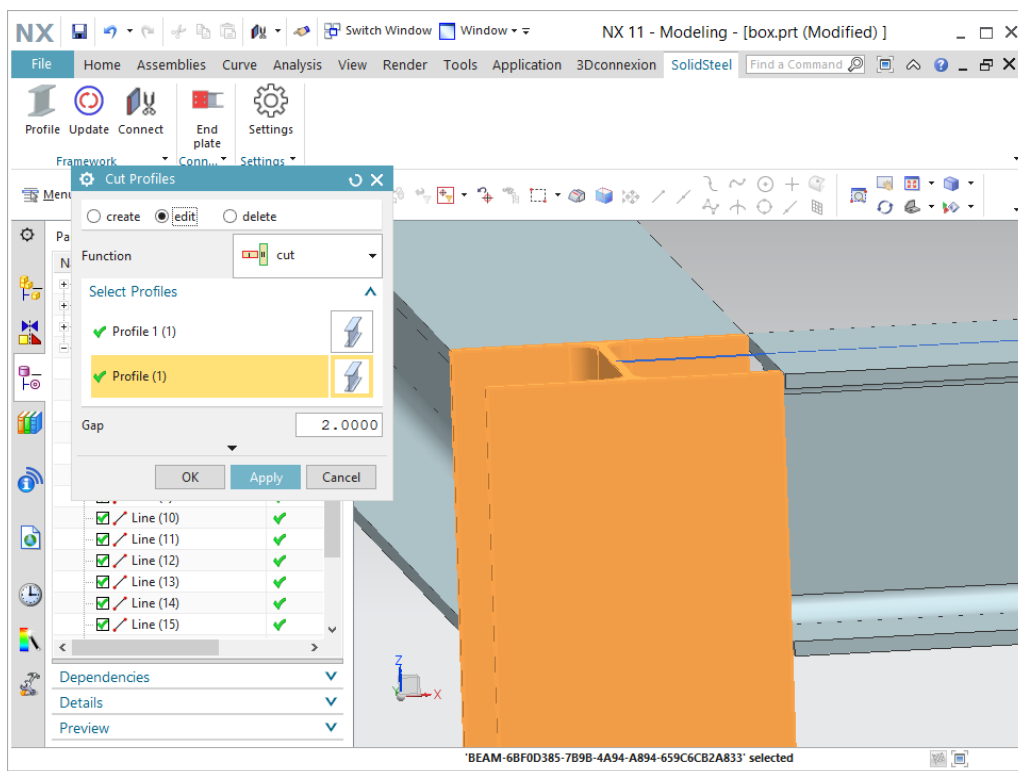 NX Switch Window Window NX 11 - Modeling - [box.prt (Modified) ]
File Home Assemblies Curve Analysis View Render Tools Application 3Dconnexion SolidSteel Find a Command
Profile Update Connect End plate Settings
Framework Conn... Settings
Cut Profiles
Menu
create edit delete
Pa
Function cut
N
Select Profiles
Profile 1 (1)
Profile (1)
Gap 2.0000
OK Apply Cancel
Line (10)
Line (11)
Line (12)
Line (13)
Line (14)
Line (15)
Dependencies
Details
Preview
Z
X
'BEAM-6BF0D385-7B9B-4A94-A894-659C6CB2A833' selected